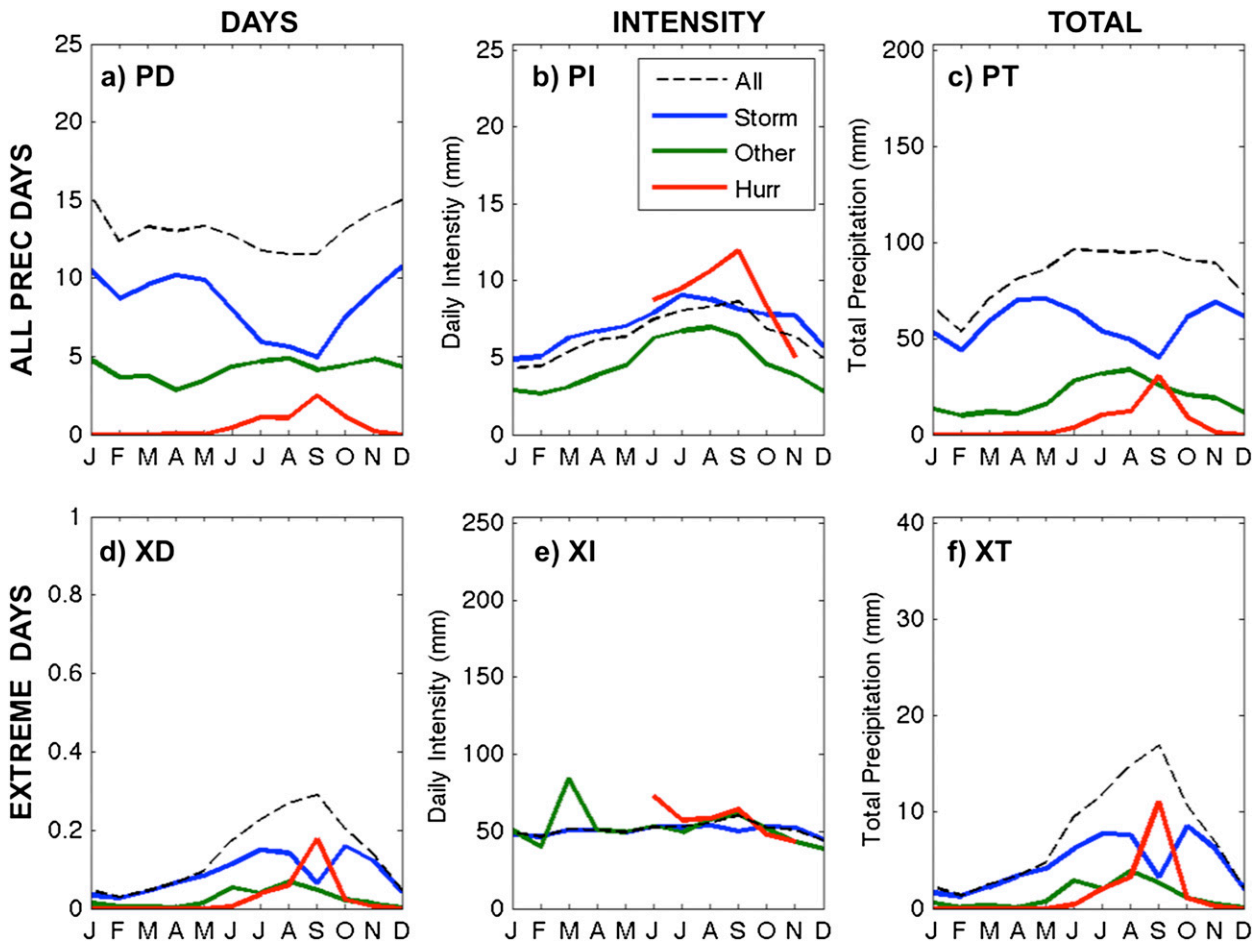 DAYS INTENSITY TOTAL
ALL PREC DAYS
a) PD
25
20
15
10
5
0
J F M A M J J A S O N D
b) PI
Daily Intenstiy (mm)
25
20
15
10
5
0
J F M A M J J A S O N D
All
Storm
Other
Hurr
c) PT
Total Precipitation (mm)
200
150
100
50
0
J F M A M J J A S O N D
EXTREME DAYS
d) XD
1
0.8
0.6
0.4
0.2
0
J F M A M J J A S O N D
e) XI
Daily Intensity (mm)
250
200
150
100
50
0
J F M A M J J A S O N D
f) XT
Total Precipitation (mm)
40
30
20
10
0
J F M A M J J A S O N D